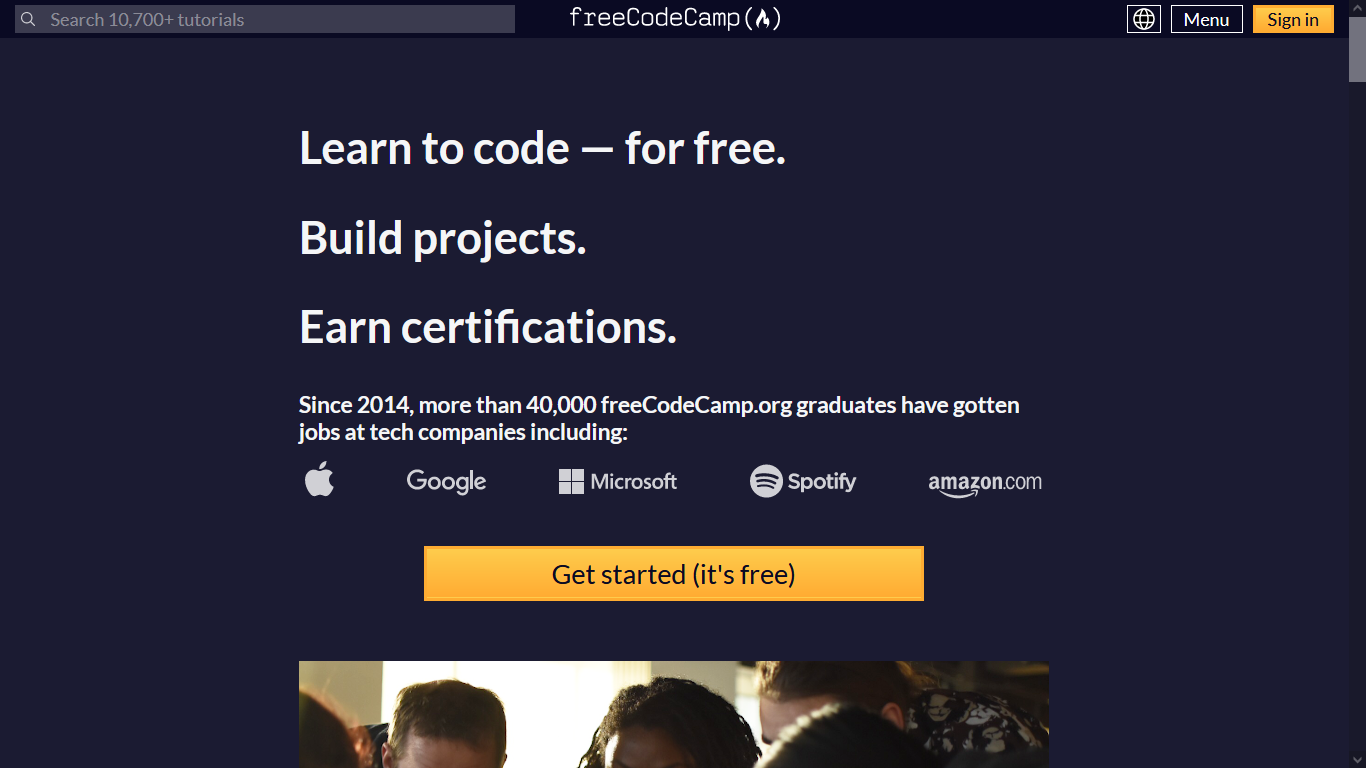 Search 10,700+ tutorials
freeCodeCamp(🔥)
Menu
Sign in
Learn to code — for free.
Build projects.
Earn certifications.
Since 2014, more than 40,000 freeCodeCamp.org graduates have gotten
jobs at tech companies including:
Google
Microsoft
Spotify
amazon.com
Get started (it's free)